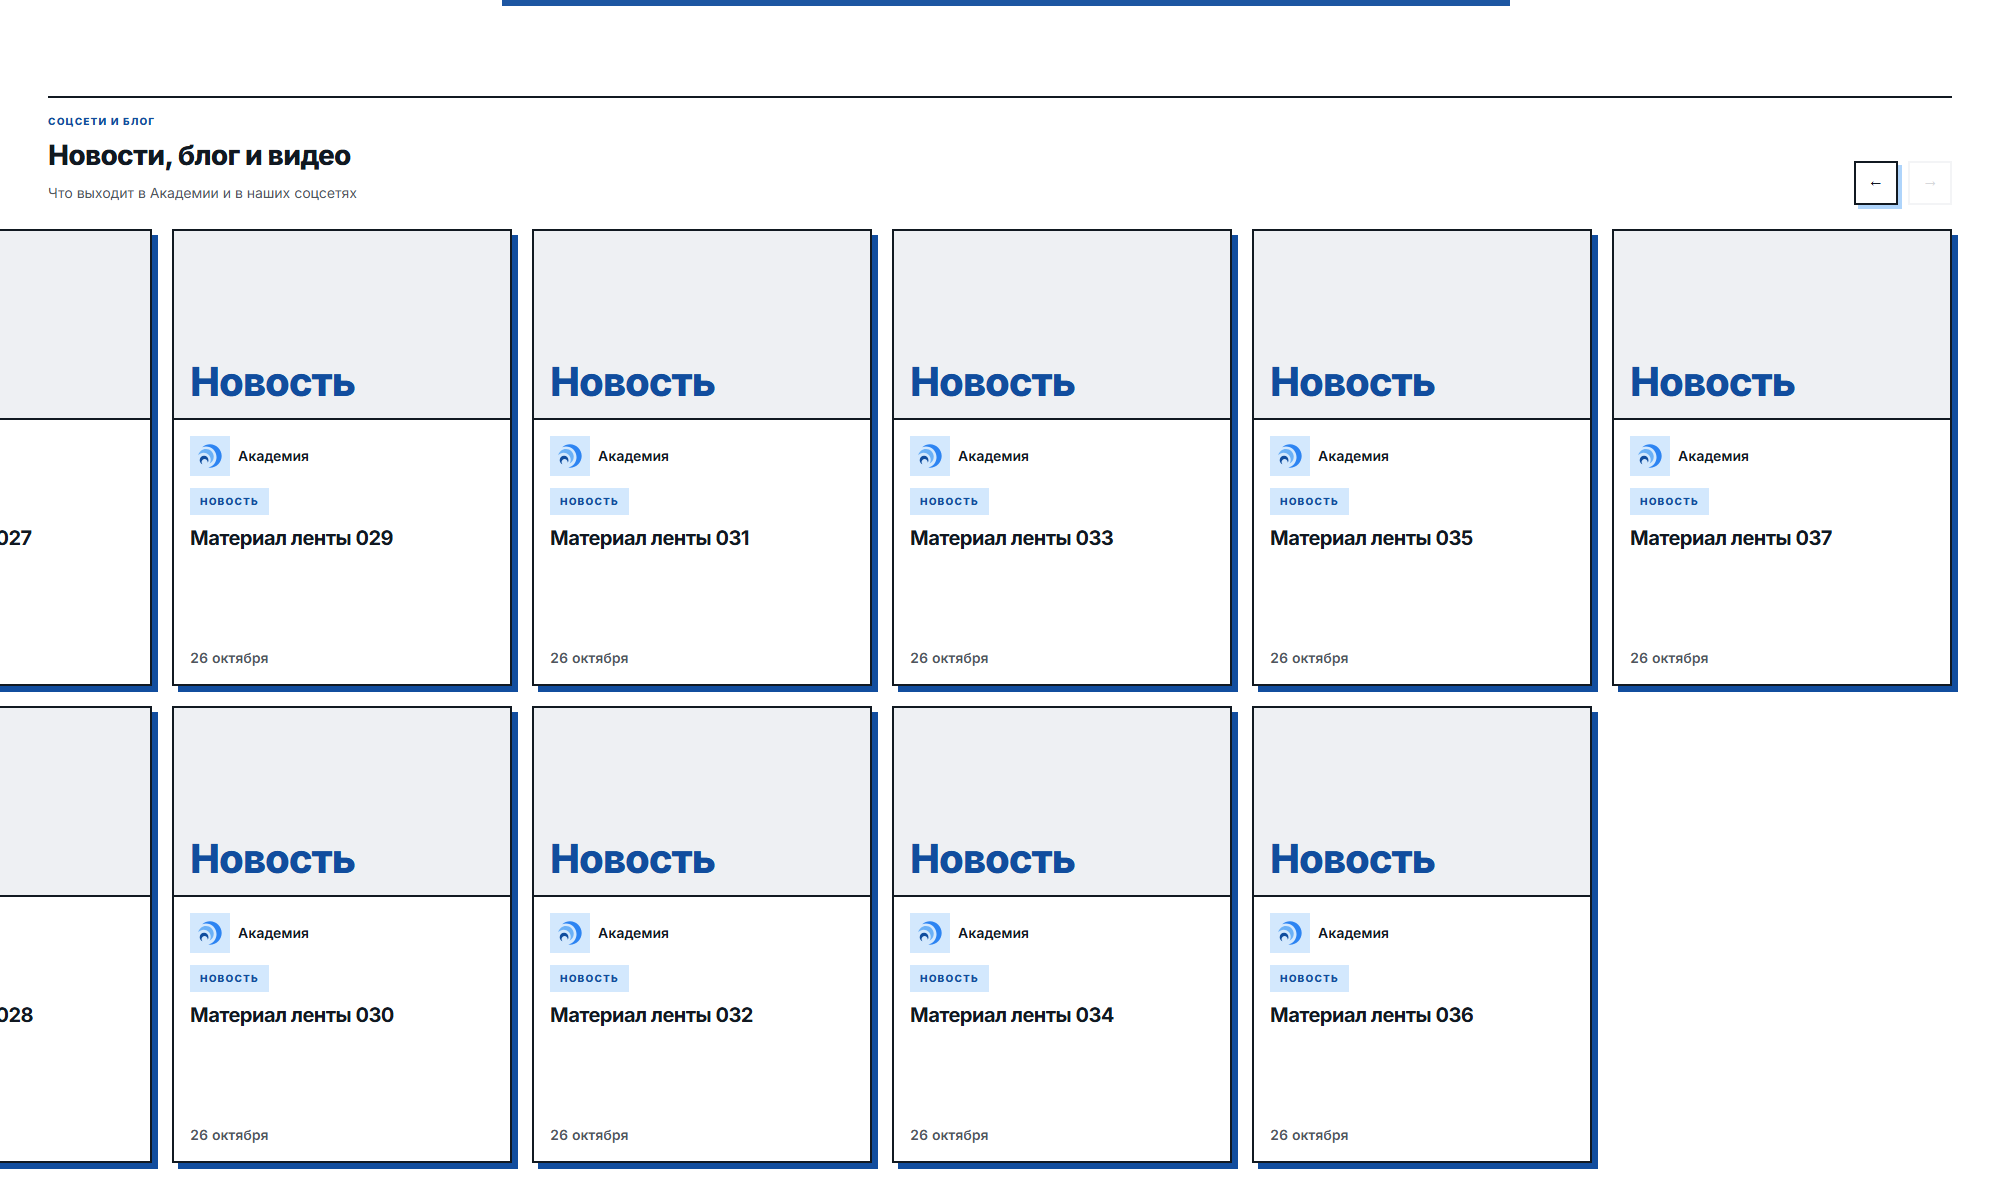 СОЦСЕТИ И БЛОГ
Новости, блог и видео
Что выходит в Академии и в наших соцсетях
← →
027
Новость
Академия
НОВОСТЬ
Материал ленты 029
26 октября
Новость
Академия
НОВОСТЬ
Материал ленты 031
26 октября
Новость
Академия
НОВОСТЬ
Материал ленты 033
26 октября
Новость
Академия
НОВОСТЬ
Материал ленты 035
26 октября
Новость
Академия
НОВОСТЬ
Материал ленты 037
26 октября
028
Новость
Академия
НОВОСТЬ
Материал ленты 030
26 октября
Новость
Академия
НОВОСТЬ
Материал ленты 032
26 октября
Новость
Академия
НОВОСТЬ
Материал ленты 034
26 октября
Новость
Академия
НОВОСТЬ
Материал ленты 036
26 октября